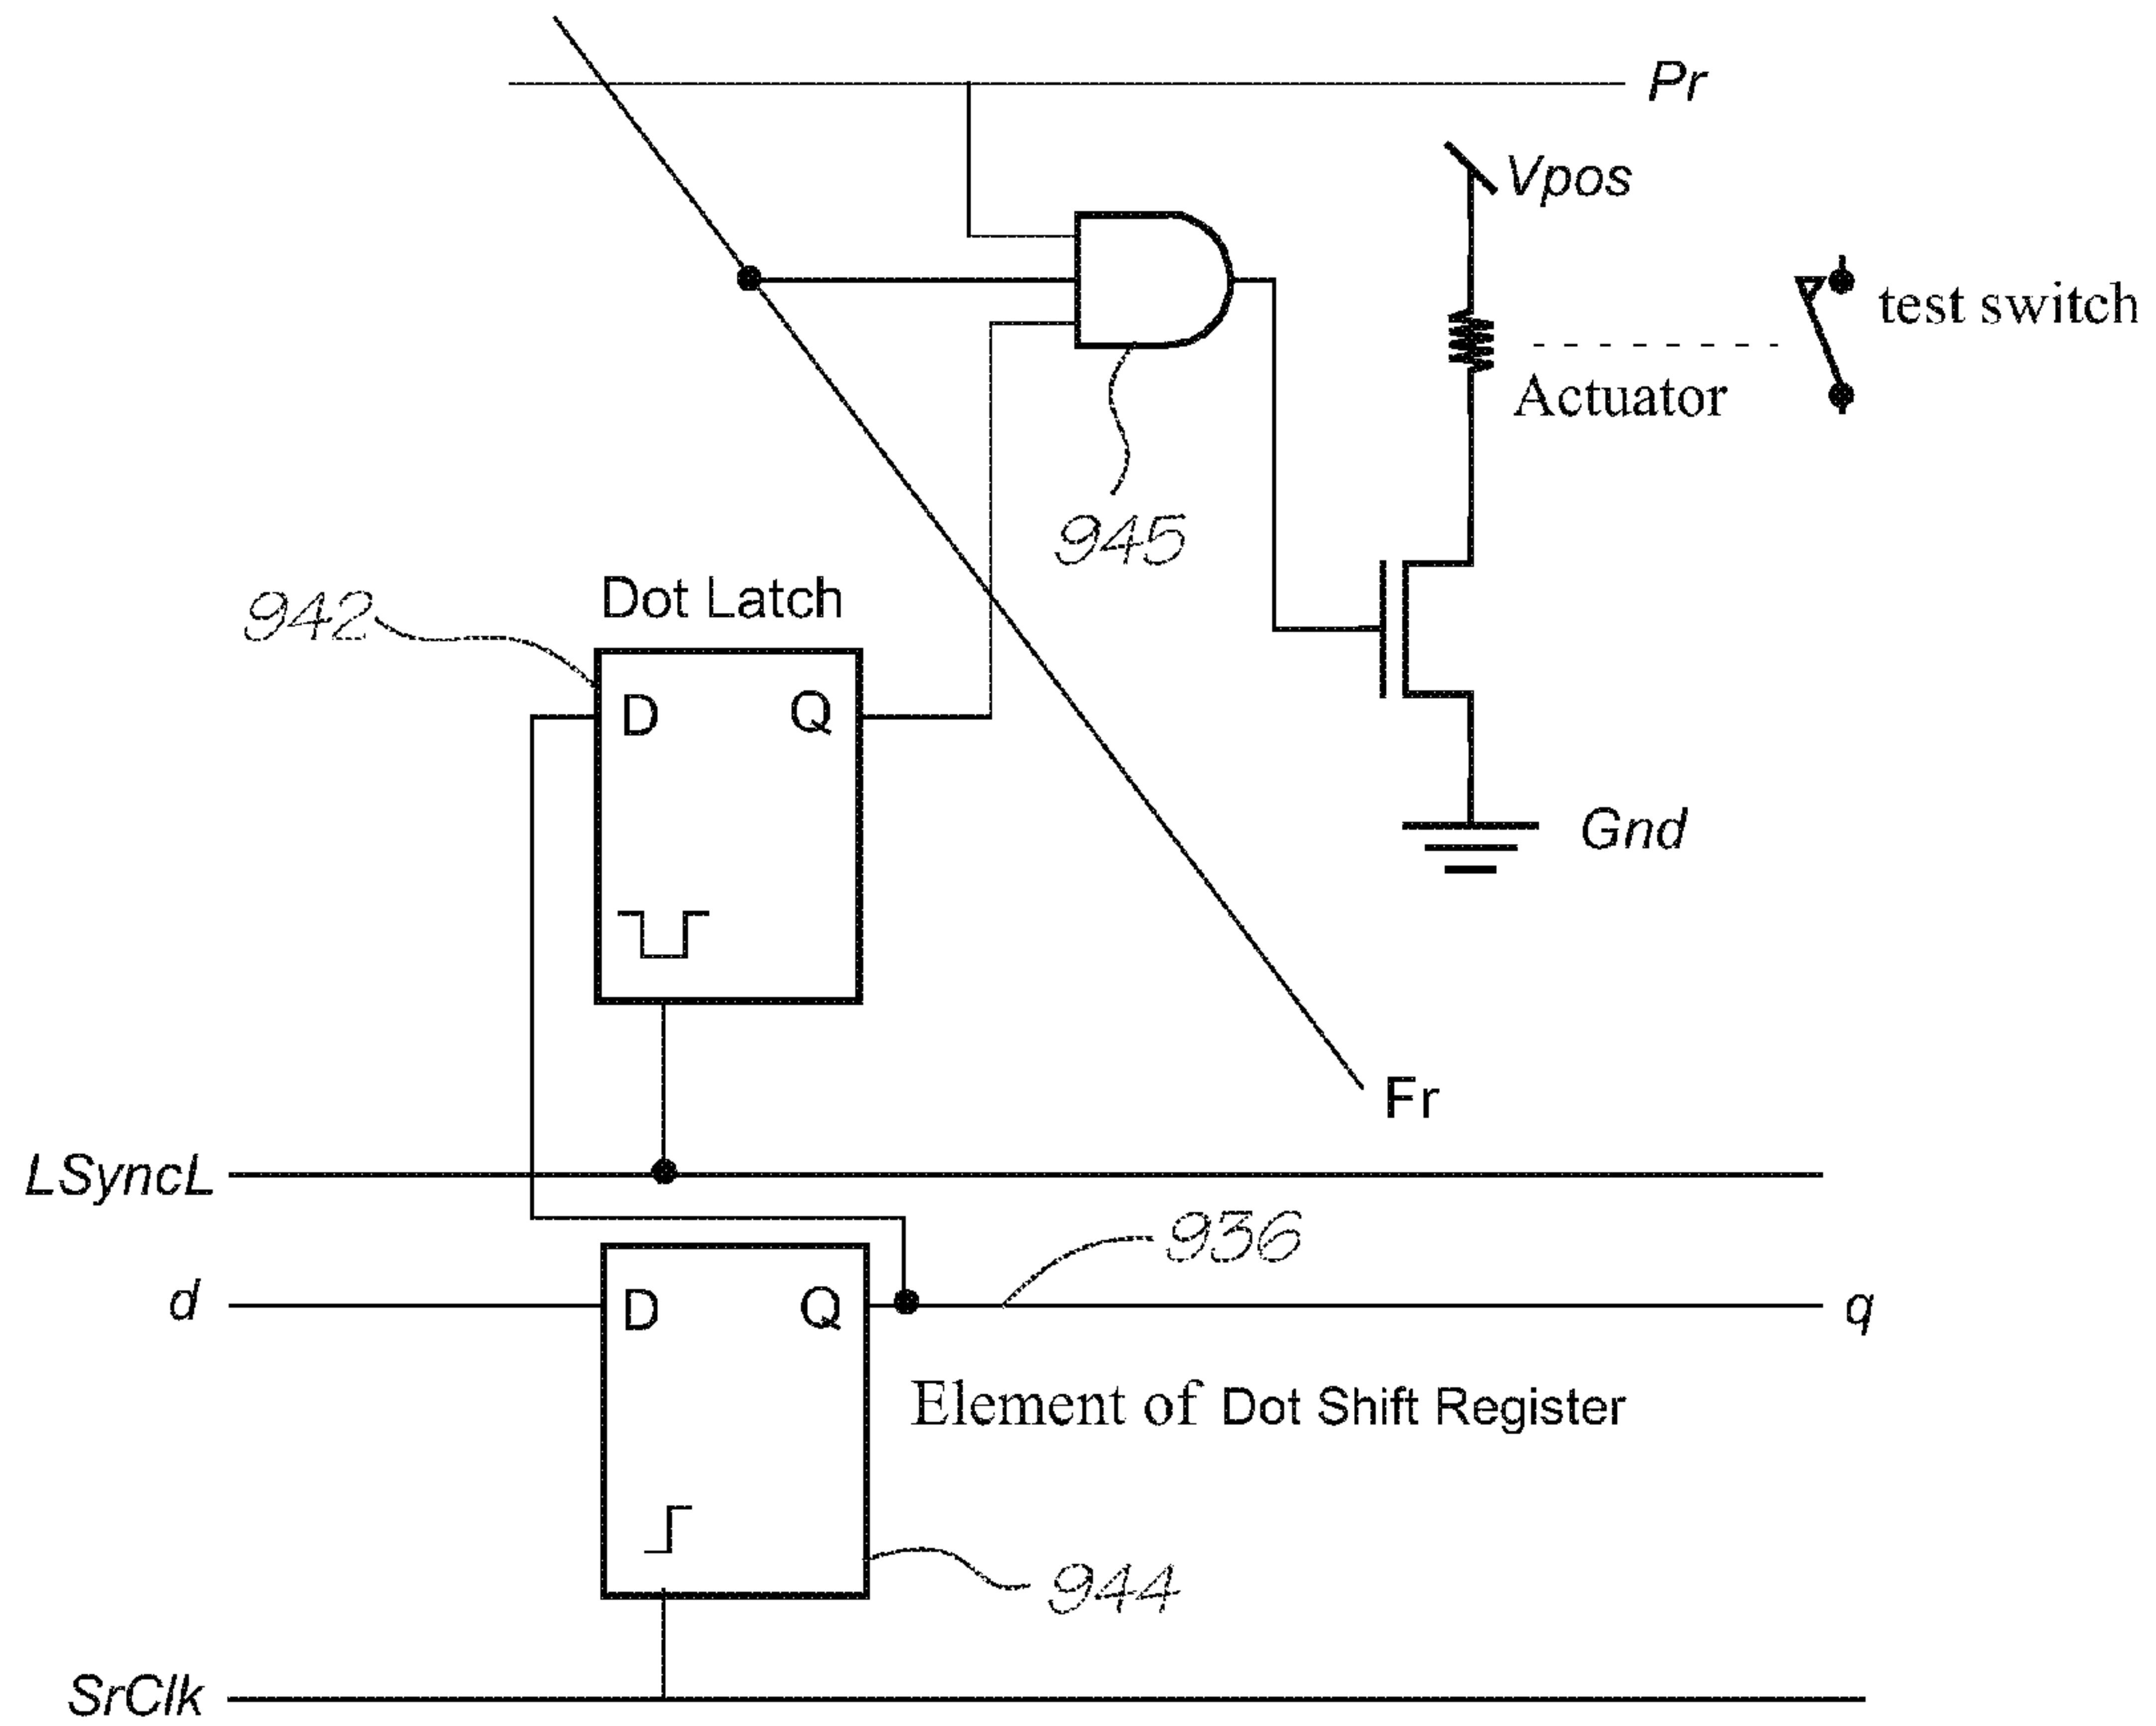 Pr
Vpos
test switch
Actuator
945
Dot Latch
942
D Q
Gnd
Fr
LSyncL
936
d
D Q
q
Element of Dot Shift Register
944
SrClk